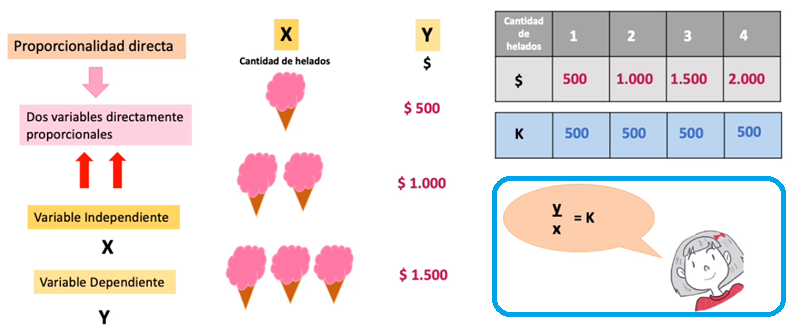 Proporcionalidad directa
Dos variables directamente
proporcionales
Variable Independiente
X
Variable Dependiente
Y
X
Cantidad de helados
Y
$
$ 500
$ 1.000
$ 1.500
Cantidad
de
helados
1 2 3 4
$ 500 1.000 1.500 2.000
K 500 500 500 500
y
x = K